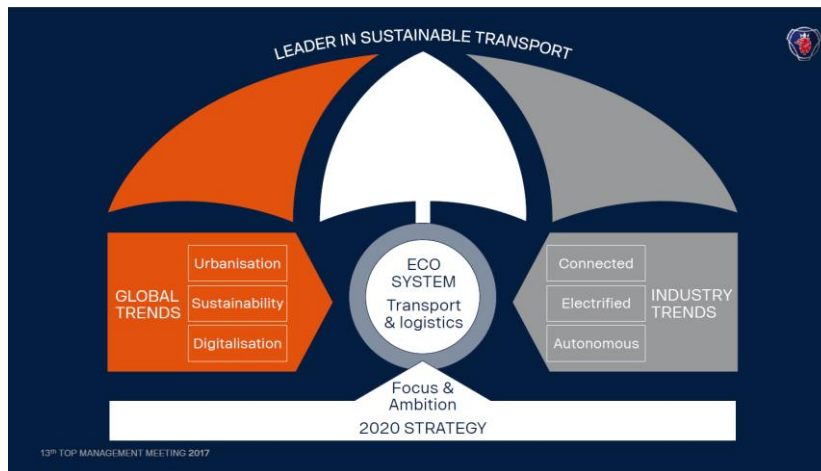 LEADER IN SUSTAINABLE TRANSPORT
GLOBAL
TRENDS
Urbanisation
Sustainability
Digitalisation
ECO
SYSTEM
Transport
& logistics
Connected
Electrified
Autonomous
INDUSTRY
TRENDS
Focus &
Ambition
2020 STRATEGY
13th TOP MANAGEMENT MEETING 2017